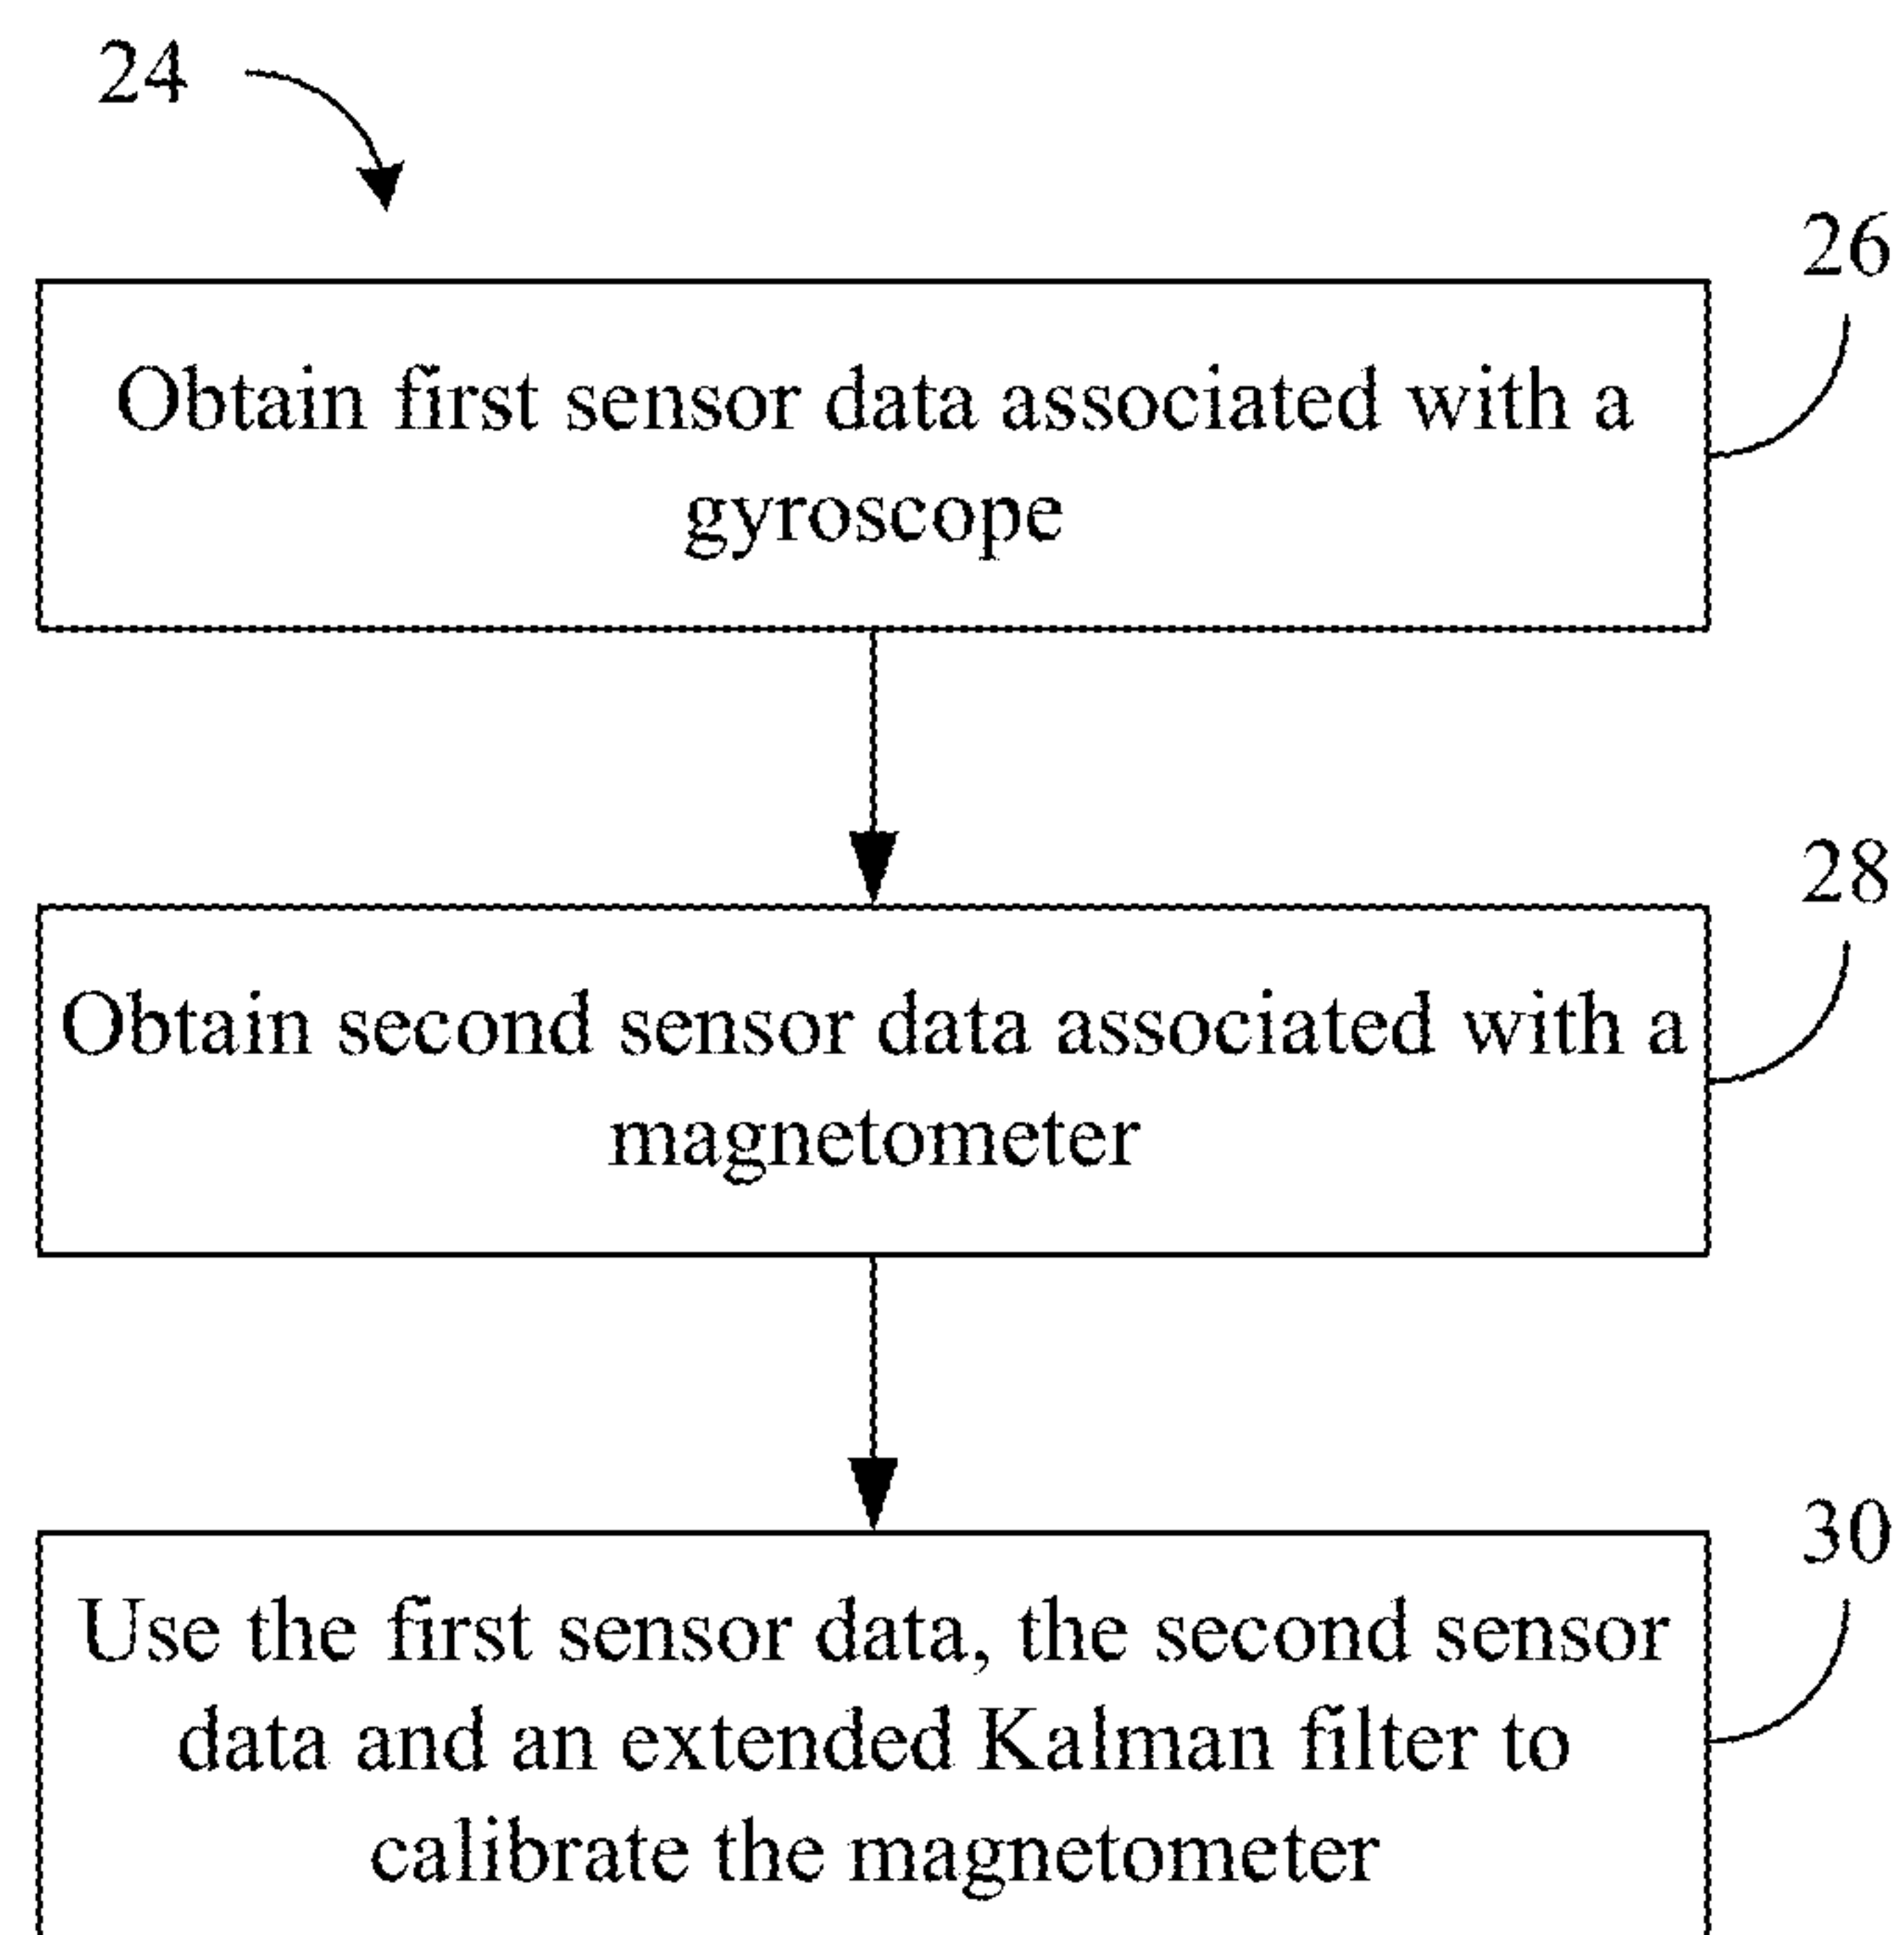 24
26
Obtain first sensor data associated with a
gyroscope
28
Obtain second sensor data associated with a
magnetometer
30
Use the first sensor data, the second sensor
data and an extended Kalman filter to
calibrate the magnetometer